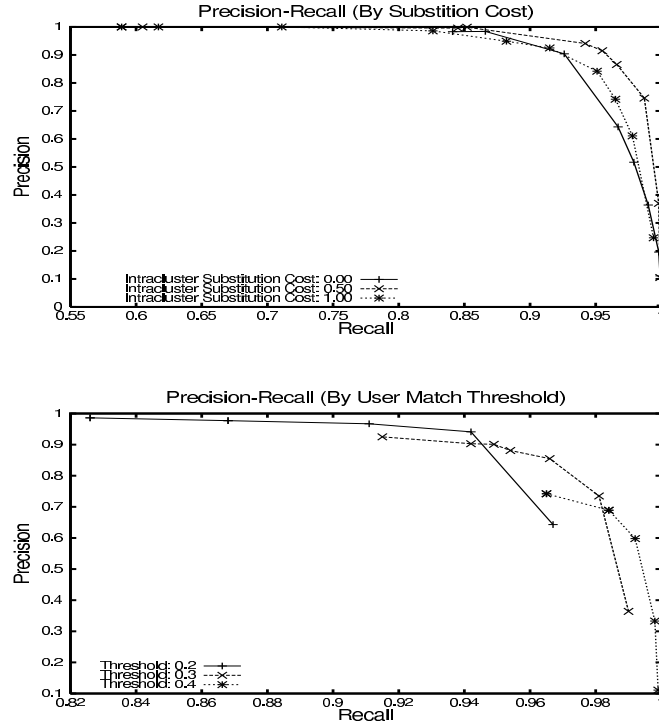 Precision-Recall (By Substition Cost)
1
0.9
0.8
0.7
0.6
0.5
0.4
0.3
0.2
0.1
0
Precision
Intracluster Substitution Cost: 0.00
Intracluster Substitution Cost: 0.50
Intracluster Substitution Cost: 1.00
0.55 0.6 0.65 0.7 0.75 0.8 0.85 0.9 0.95 1
Recall
Precision-Recall (By User Match Threshold)
1
0.9
0.8
0.7
0.6
0.5
0.4
0.3
0.2
0.1
Precision
Threshold: 0.2
Threshold: 0.3
Threshold: 0.4
0.82 0.84 0.86 0.88 0.9 0.92 0.94 0.96 0.98
Recall